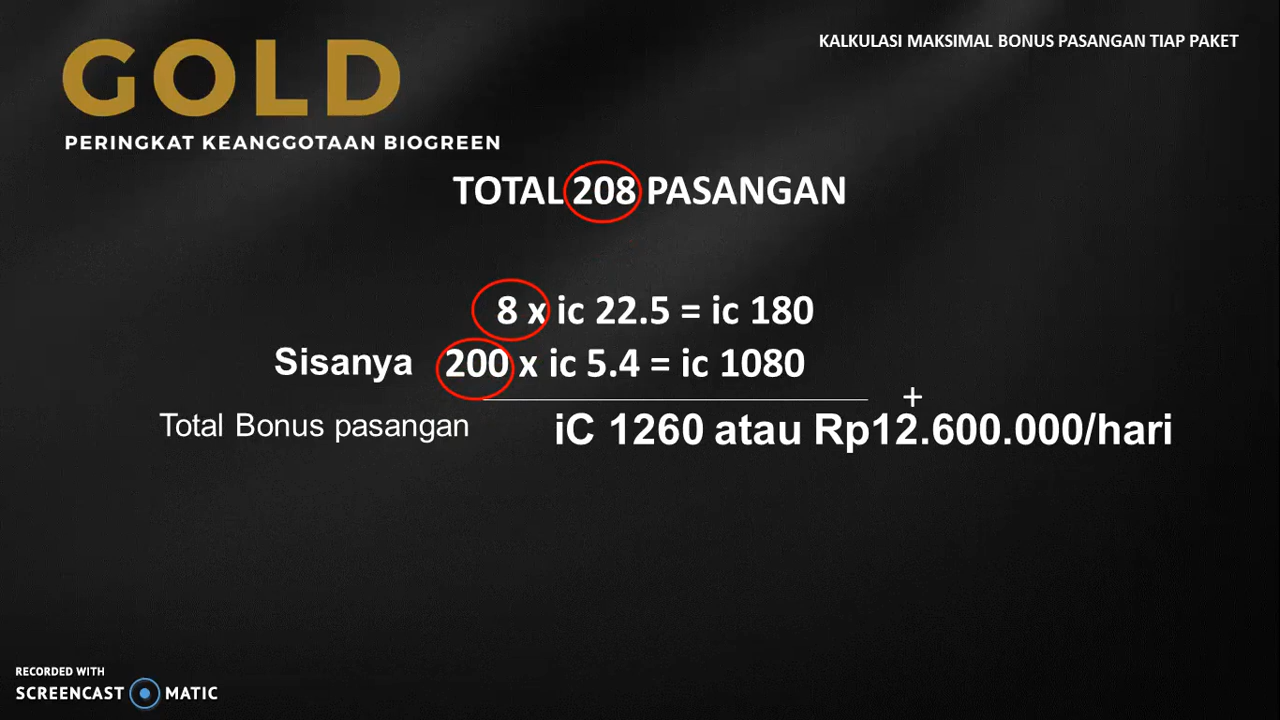 GOLD
KALKULASI MAKSIMAL BONUS PASANGAN TIAP PAKET
PERINGKAT KEANGGOTAAN BIOGREEN
TOTAL 208 PASANGAN
8 x ic 22.5 = ic 180
Sisanya 200 x ic 5.4 = ic 1080
+
Total Bonus pasangan iC 1260 atau Rp12.600.000/hari
RECORDED WITH
SCREENCAST MATIC